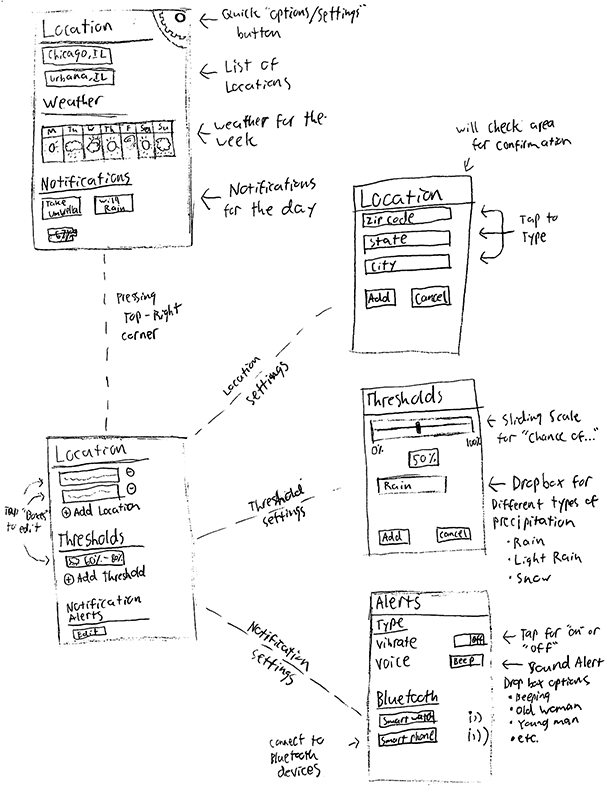 Location
Chicago, IL
Urbana, IL
Weather
M Tu W Th F Sa Su
Notifications
Take
Umbrella
Will
Rain
67%
Quick "options/settings"
button
List of
Locations
Weather for the
week
Notifications
for the day
Pressing
Top-Right
corner
Location
settings
Threshold
settings
Notification
settings
Location
Add Location
Thresholds
60% - 80%
Add Threshold
Notification
Alerts
Edit
Tap "Boxes"
to edit
will check area
for confirmation
Location
Zip code
State
City
Add Cancel
Tap to
Type
Thresholds
0% 100%
50%
Rain
Add Cancel
Sliding Scale
for "Chance of..."
Dropbox for
Different types of
precipitation
• Rain
• Light Rain
• Snow
Alerts
Type
Vibrate Off
Voice Beep
Bluetooth
Smart watch
Smart phone
Tap for "on" or
"off"
Sound Alert
Drop box options
• Beeping
• Old woman
• Young man
• etc.
connect to
Bluetooth
devices